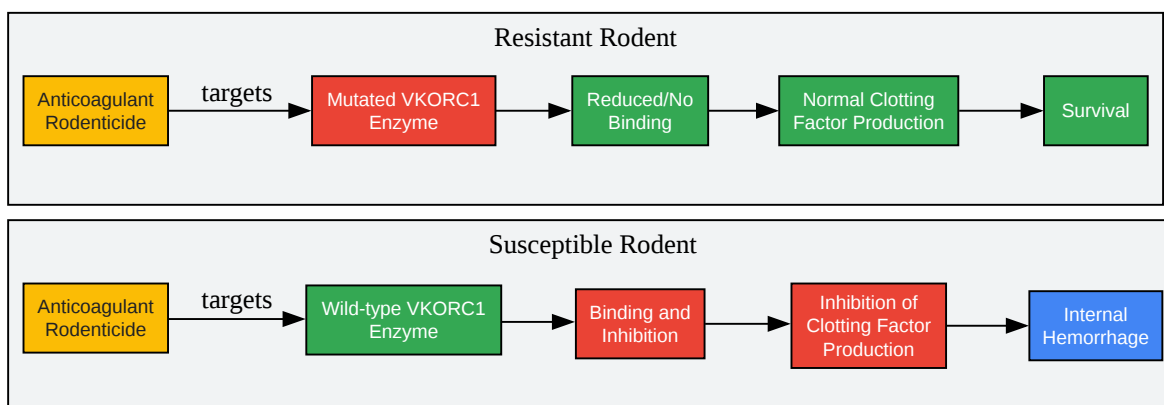 Resistant Rodent
Anticoagulant
Rodenticide
targets
Mutated VKORC1
Enzyme
Reduced/No
Binding
Normal Clotting
Factor Production
Survival
Susceptible Rodent
Anticoagulant
Rodenticide
targets
Wild-type VKORC1
Enzyme
Binding and
Inhibition
Inhibition of
Clotting Factor
Production
Internal
Hemorrhage